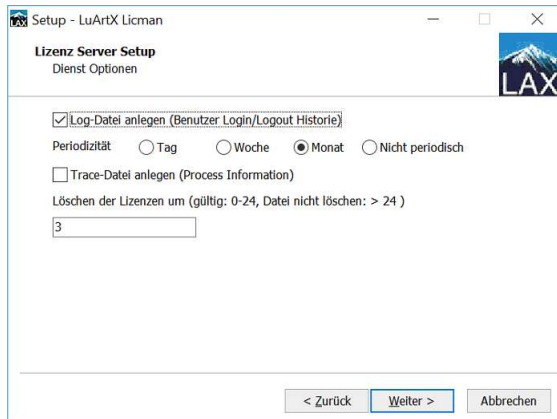 Setup - LuArtX Licman
Lizenz Server Setup
Dienst Optionen
LAX
Log-Datei anlegen (Benutzer Login/Logout Historie)
Periodizität Tag Woche Monat Nicht periodisch
Trace-Datei anlegen (Process Information)
Löschen der Lizenzen um (gültig: 0-24, Datei nicht löschen: > 24 )
3
< Zurück Weiter > Abbrechen